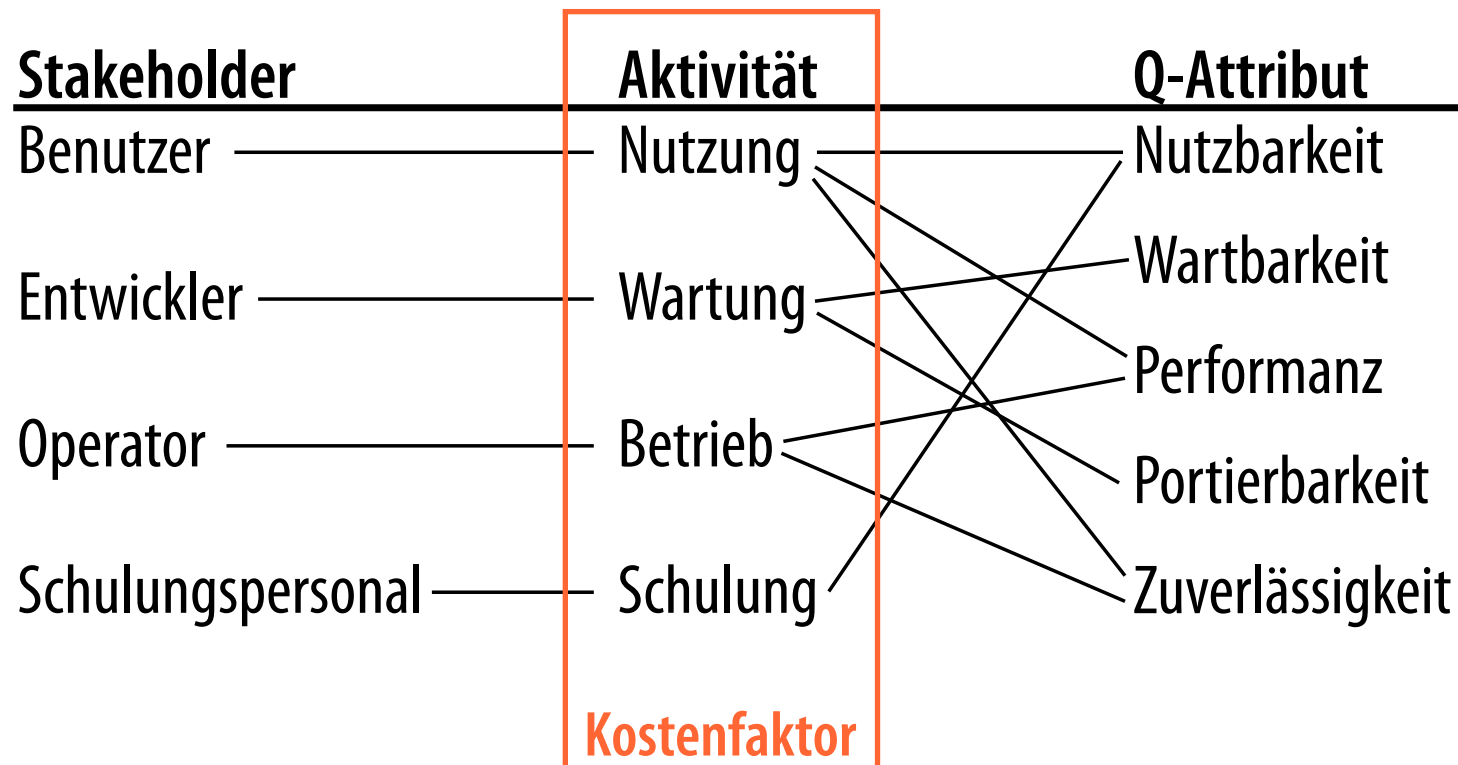 Stakeholder Aktivität Q-Attribut
Benutzer Nutzung Nutzbarkeit
Entwickler Wartung Wartbarkeit
Performanz
Operator Betrieb Portierbarkeit
Schulungspersonal Schulung Zuverlässigkeit
Kostenfaktor